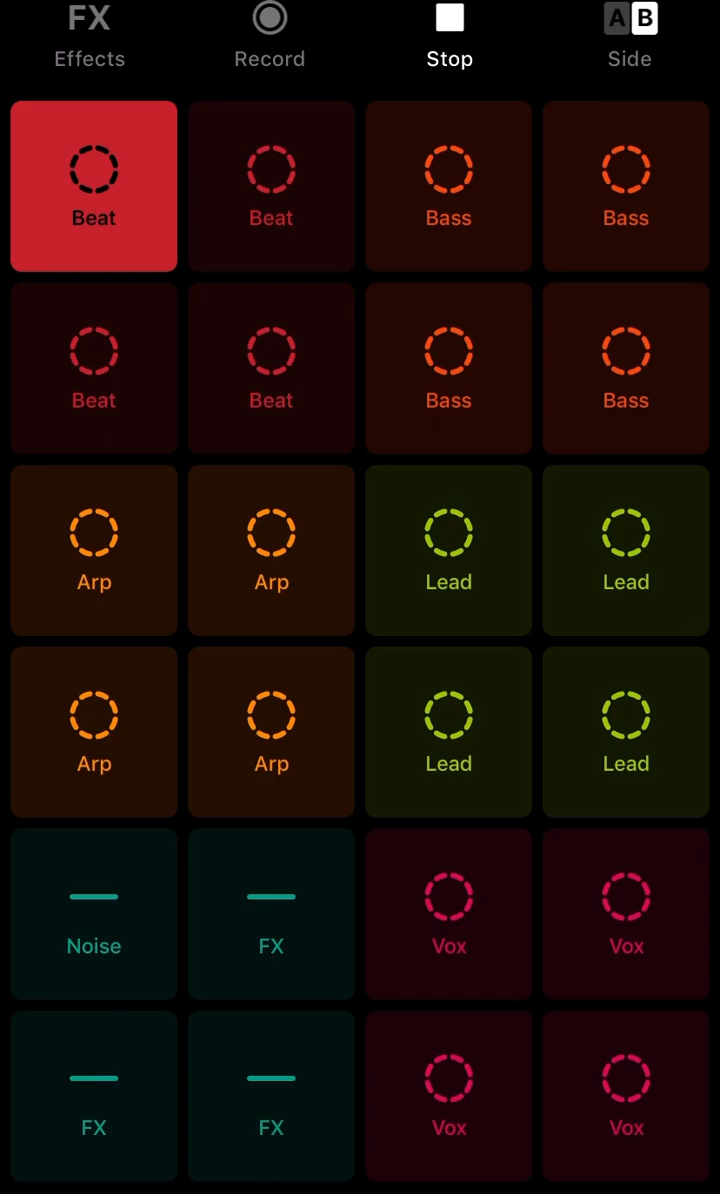 FX
Effects
Record
Stop
A B
Side
Beat
Beat
Bass
Bass
Beat
Beat
Bass
Bass
Arp
Arp
Lead
Lead
Arp
Arp
Lead
Lead
Noise
FX
Vox
Vox
FX
FX
Vox
Vox